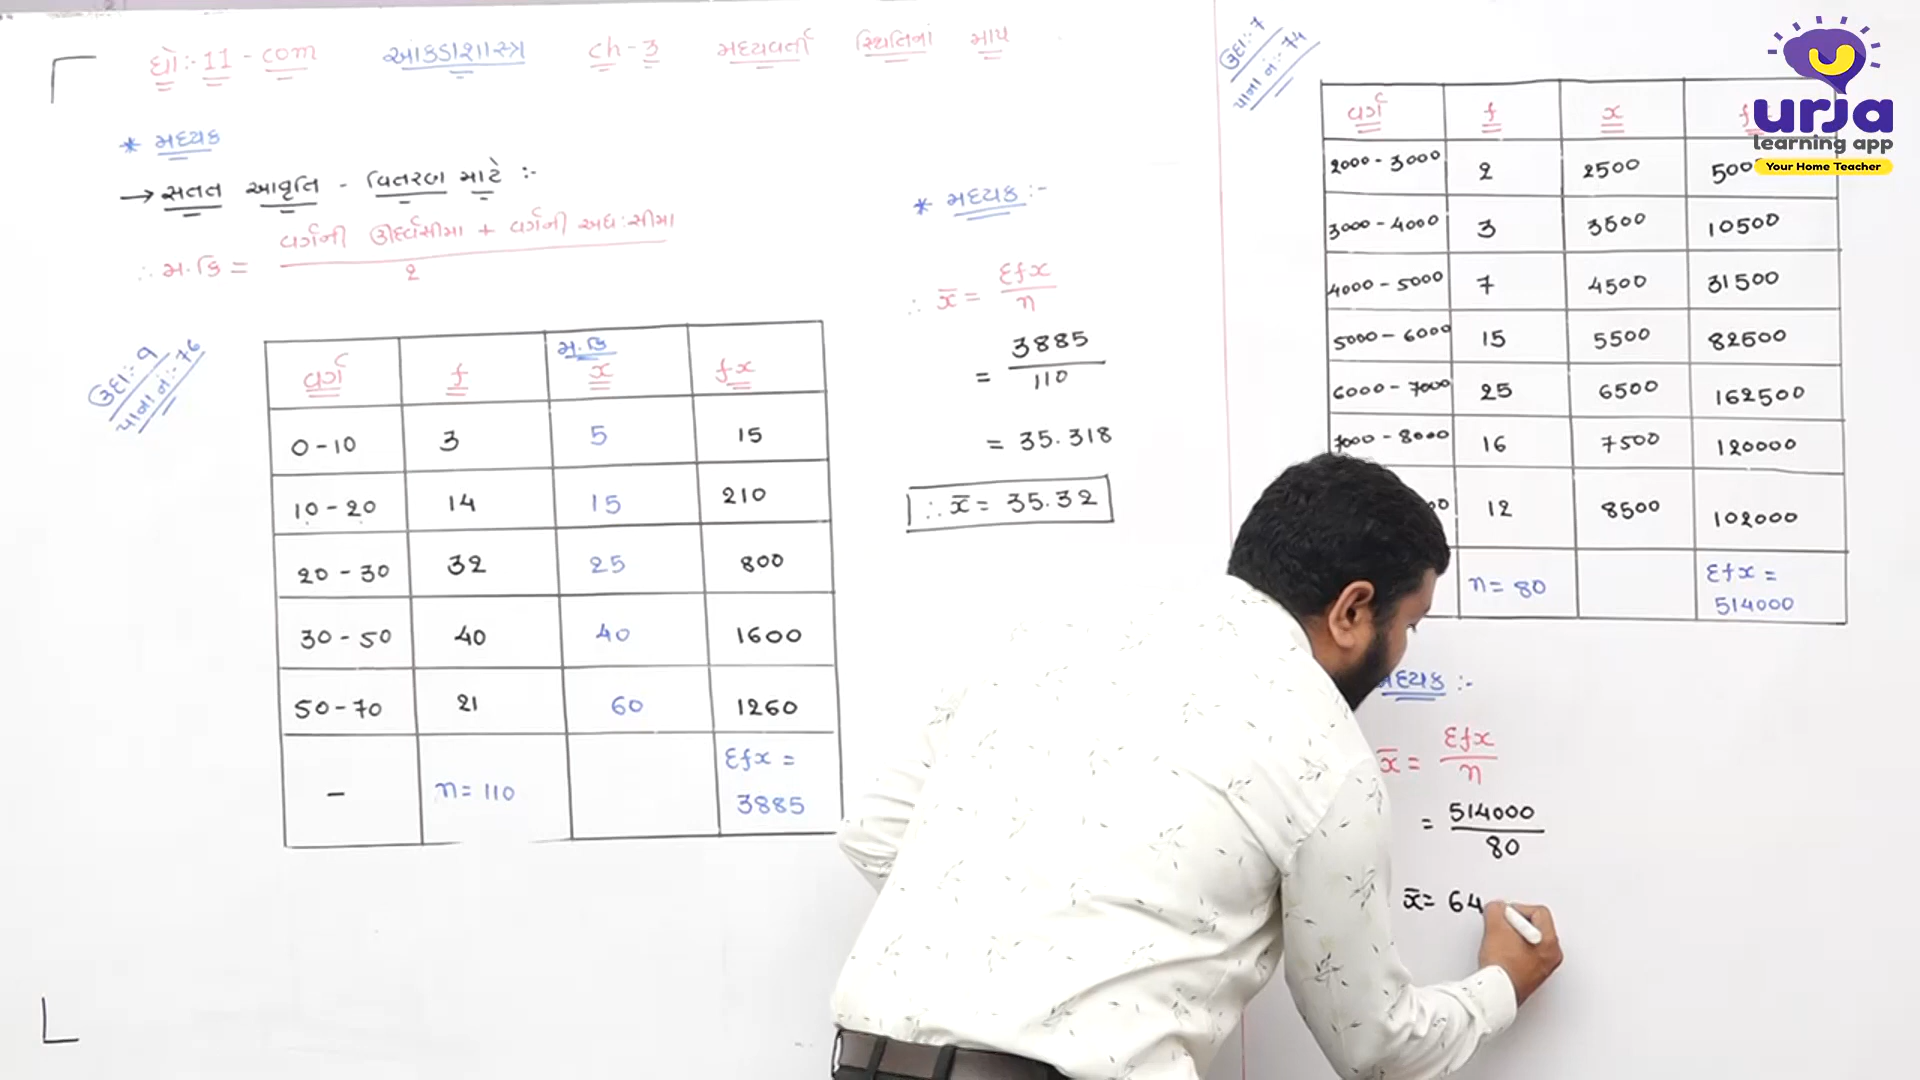 ધો:- 11 - com આંકડાશાસ્ત્ર ch - 3 મધ્યવર્તી સ્થિતિનાં માપ
* મધ્યક
→ સતત આવૃત્તિ - વિતરણ માટે :-
∴ મ.કિ = વર્ગની ઊર્ધ્વસીમા + વર્ગની અધ:સીમા
2
ઉદા:- 9
પાના નં:- 76
વર્ગ f મ.કિ x fx
0 - 10 3 5 15
10 - 20 14 15 210
20 - 30 32 25 800
30 - 50 40 40 1600
50 - 70 21 60 1260
- n = 110 Σfx = 3885
* મધ્યક :-
∴ x̄ = Σfx
n
= 3885
110
= 35.318
∴ x̄ = 35.32
ઉદા:- 7
પાના નં:- 74
વર્ગ f x f
2000 - 3000 2 2500 500
3000 - 4000 3 3500 10500
4000 - 5000 7 4500 31500
5000 - 6000 15 5500 82500
6000 - 7000 25 6500 162500
7000 - 8000 16 7500 120000
12 8500 102000
n = 80 Σfx = 514000
મધ્યક :-
x̄ = Σfx
n
= 514000
80
x̄ = 64
urja
learning app
Your Home Teacher